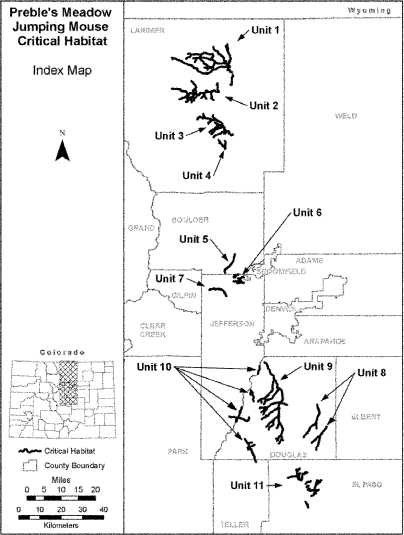 Preble's Meadow
Jumping Mouse
Critical Habitat
Index Map
N
Wyoming
LARIMER
Unit 1
Unit 2
WELD
Unit 3
Unit 4
BOULDER
Unit 6
GRAND
Unit 5
ADAMS
BROOMFIELD
Unit 7
GILPIN
DENVER
JEFFERSON
CLEAR
CREEK
ARAPAHOE
Colorado
Unit 10
Unit 9
Unit 8
ELBERT
Critical Habitat
County Boundary
PARK
DOUGLAS
Miles
0 5 10 15 20
Unit 11
EL PASO
0 10 20 30 40
Kilometers
TELLER